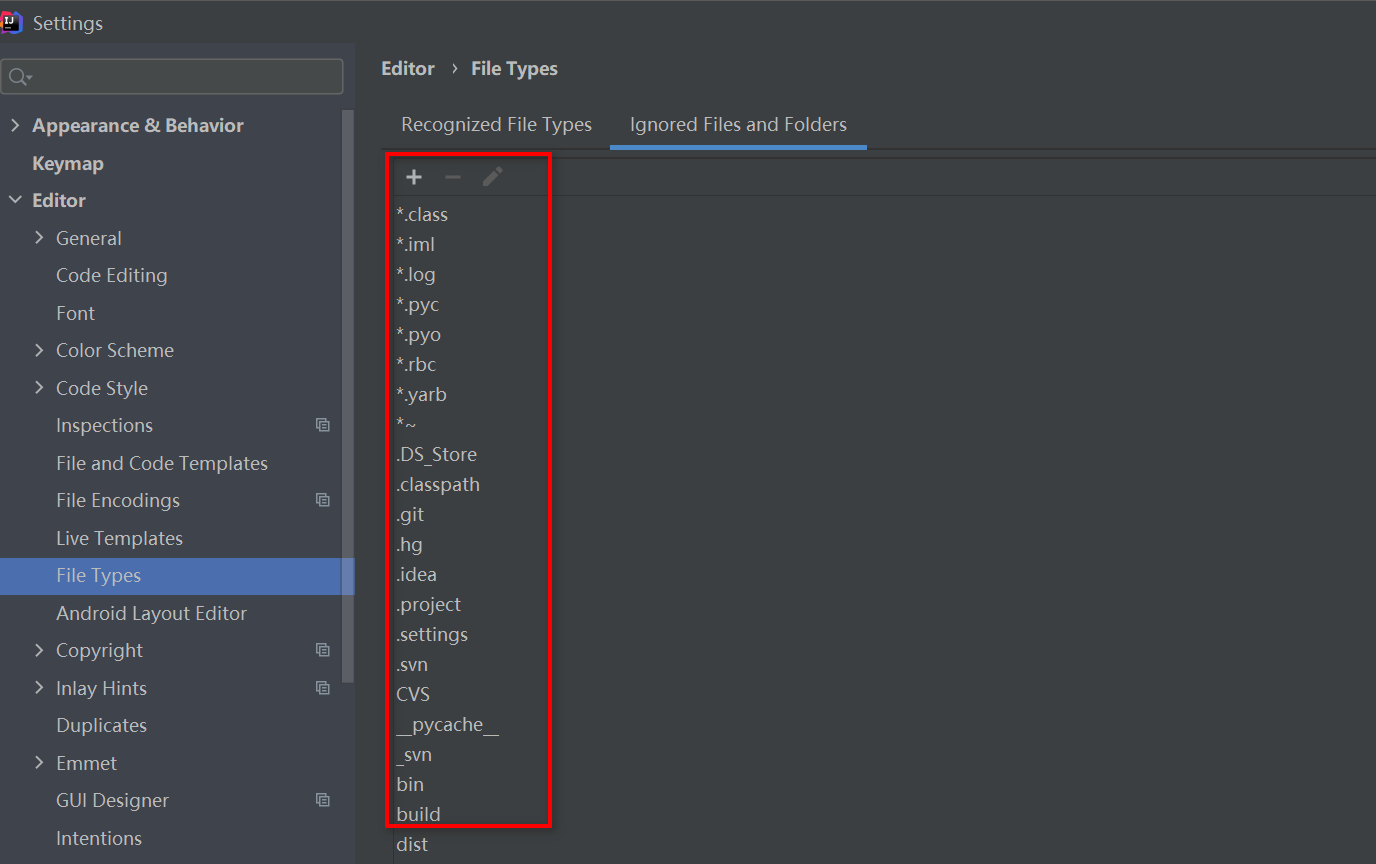 Settings
Appearance & Behavior
Keymap
Editor
General
Code Editing
Font
Color Scheme
Code Style
Inspections
File and Code Templates
File Encodings
Live Templates
File Types
Android Layout Editor
Copyright
Inlay Hints
Duplicates
Emmet
GUI Designer
Intentions
Editor › File Types
Recognized File Types Ignored Files and Folders
*.class
*.iml
*.log
*.pyc
*.pyo
*.rbc
*.yarb
*~
.DS_Store
.classpath
.git
.hg
.idea
.project
.settings
.svn
CVS
__pycache__
_svn
bin
build
dist